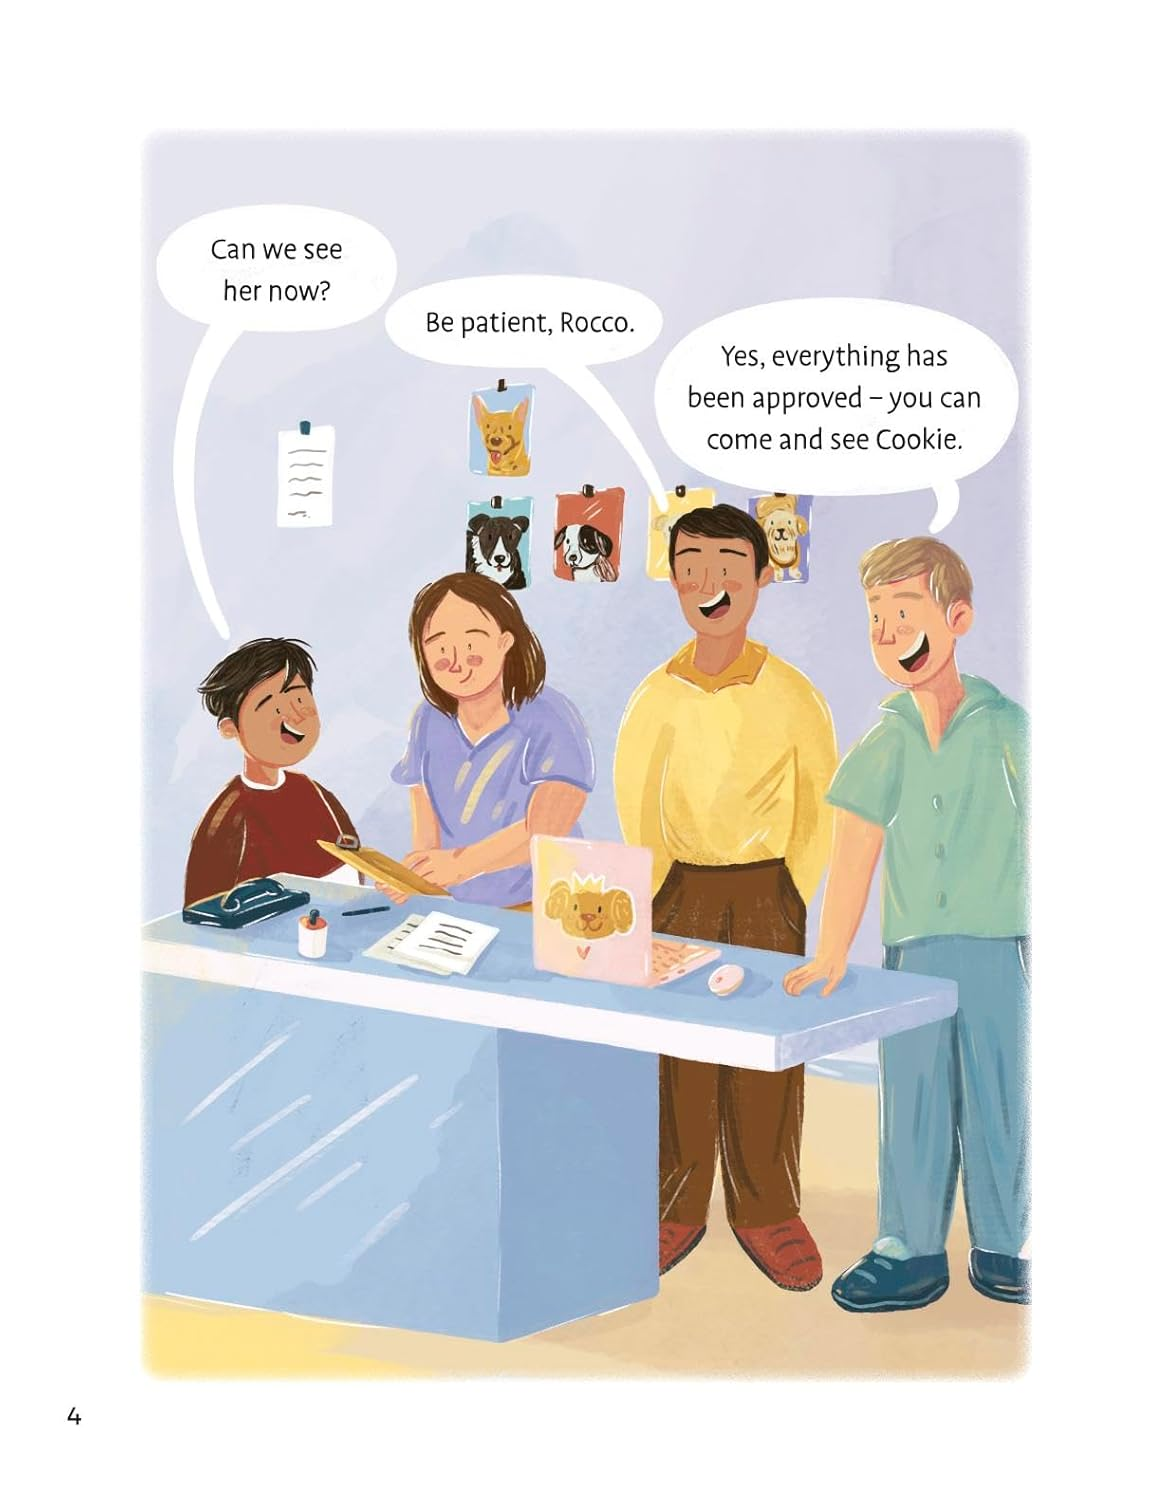 Can we see
her now?
Be patient, Rocco.
Yes, everything has
been approved – you can
come and see Cookie.
4